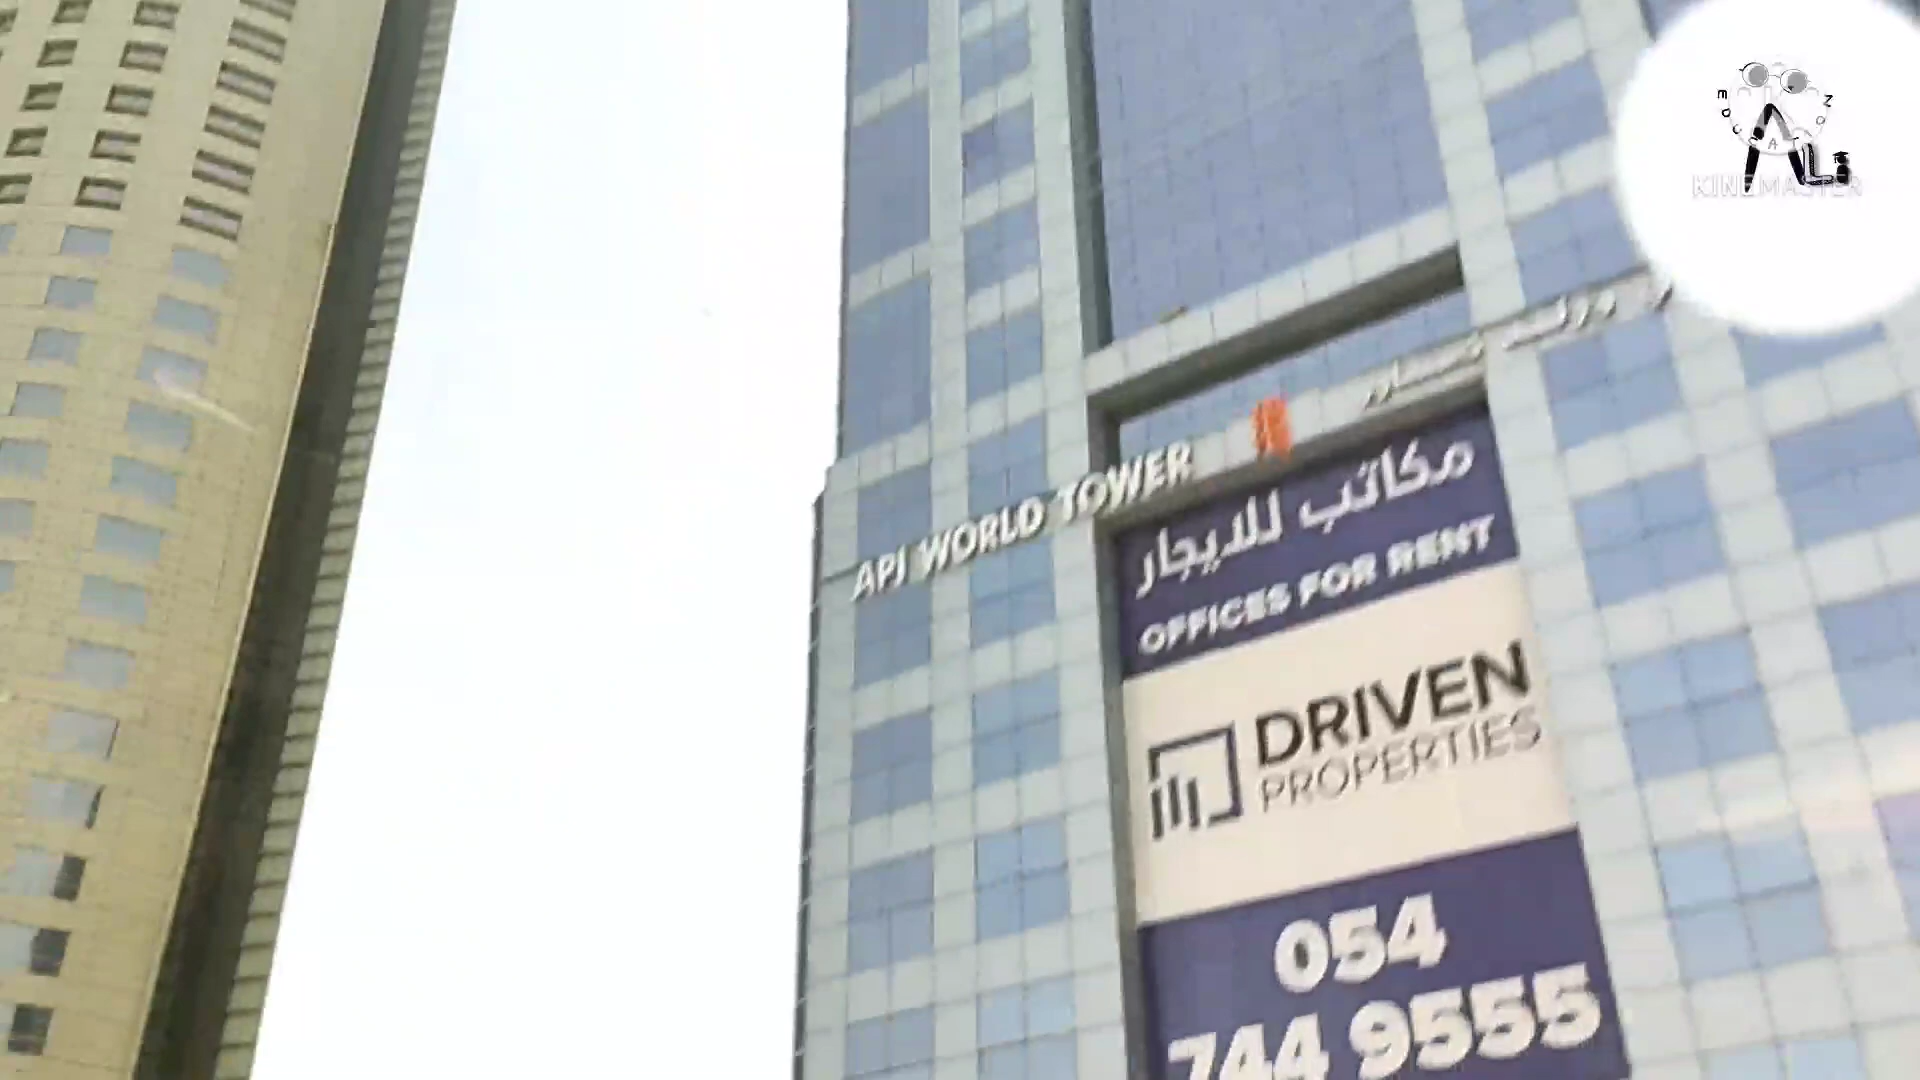 API WORLD TOWER
مكاتب للايجار
OFFICES FOR RENT
DRIVEN
PROPERTIES
054
744 9555
KINEMASTER